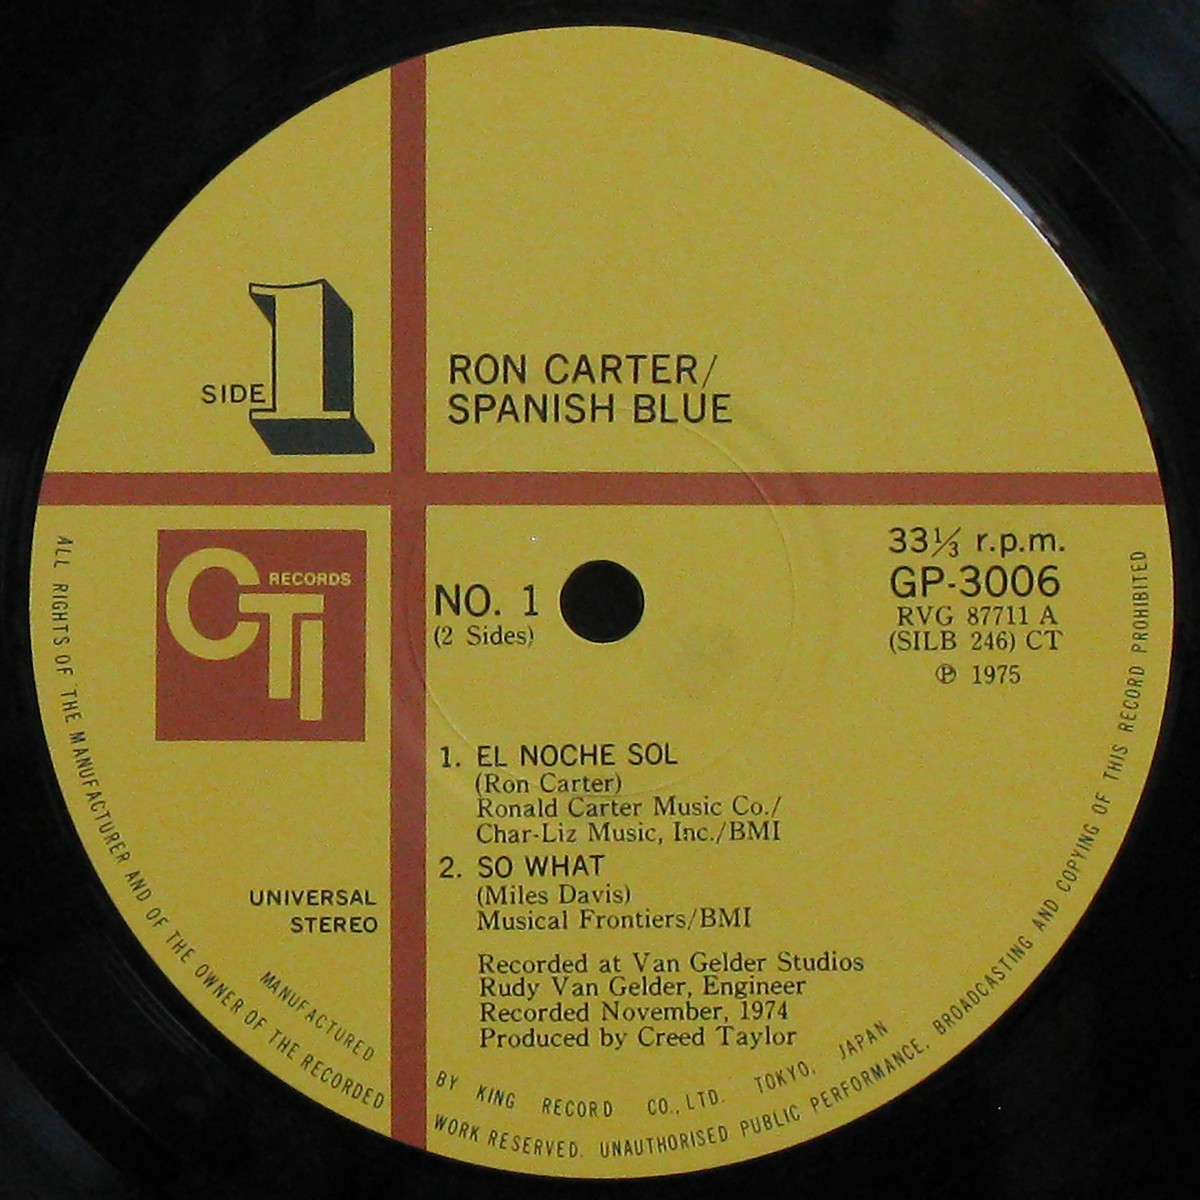 SIDE 1
RON CARTER/
SPANISH BLUE
CTI RECORDS
NO. 1
(2 Sides)
33⅓ r.p.m.
GP-3006
RVG 87711 A
(SILB 246) CT
℗ 1975
1. EL NOCHE SOL
(Ron Carter)
Ronald Carter Music Co./
Char-Liz Music, Inc./BMI
2. SO WHAT
(Miles Davis)
Musical Frontiers/BMI
UNIVERSAL
STEREO
Recorded at Van Gelder Studios
Rudy Van Gelder, Engineer
Recorded November, 1974
Produced by Creed Taylor
MANUFACTURED BY KING RECORD CO., LTD. TOKYO, JAPAN
ALL RIGHTS OF THE MANUFACTURER AND OF THE OWNER OF THE RECORDED WORK RESERVED. UNAUTHORISED PUBLIC PERFORMANCE, BROADCASTING AND COPYING OF THIS RECORD PROHIBITED